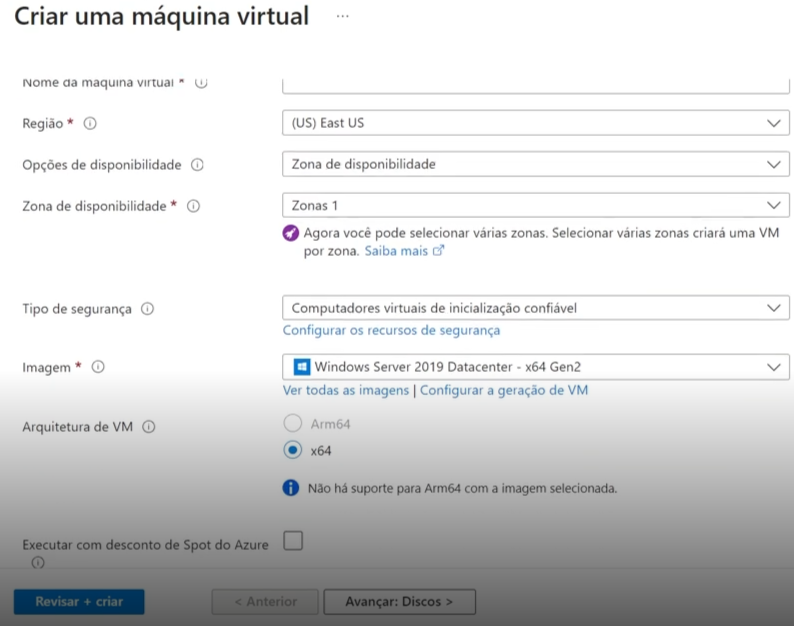 Criar uma máquina virtual ...
Nome da máquina virtual *
Região *
(US) East US
Opções de disponibilidade
Zona de disponibilidade
Zona de disponibilidade *
Zonas 1
Agora você pode selecionar várias zonas. Selecionar várias zonas criará uma VM
por zona. Saiba mais
Tipo de segurança
Computadores virtuais de inicialização confiável
Configurar os recursos de segurança
Imagem *
Windows Server 2019 Datacenter - x64 Gen2
Ver todas as imagens | Configurar a geração de VM
Arquitetura de VM
Arm64
x64
Não há suporte para Arm64 com a imagem selecionada.
Executar com desconto de Spot do Azure
Revisar + criar
< Anterior
Avançar: Discos >